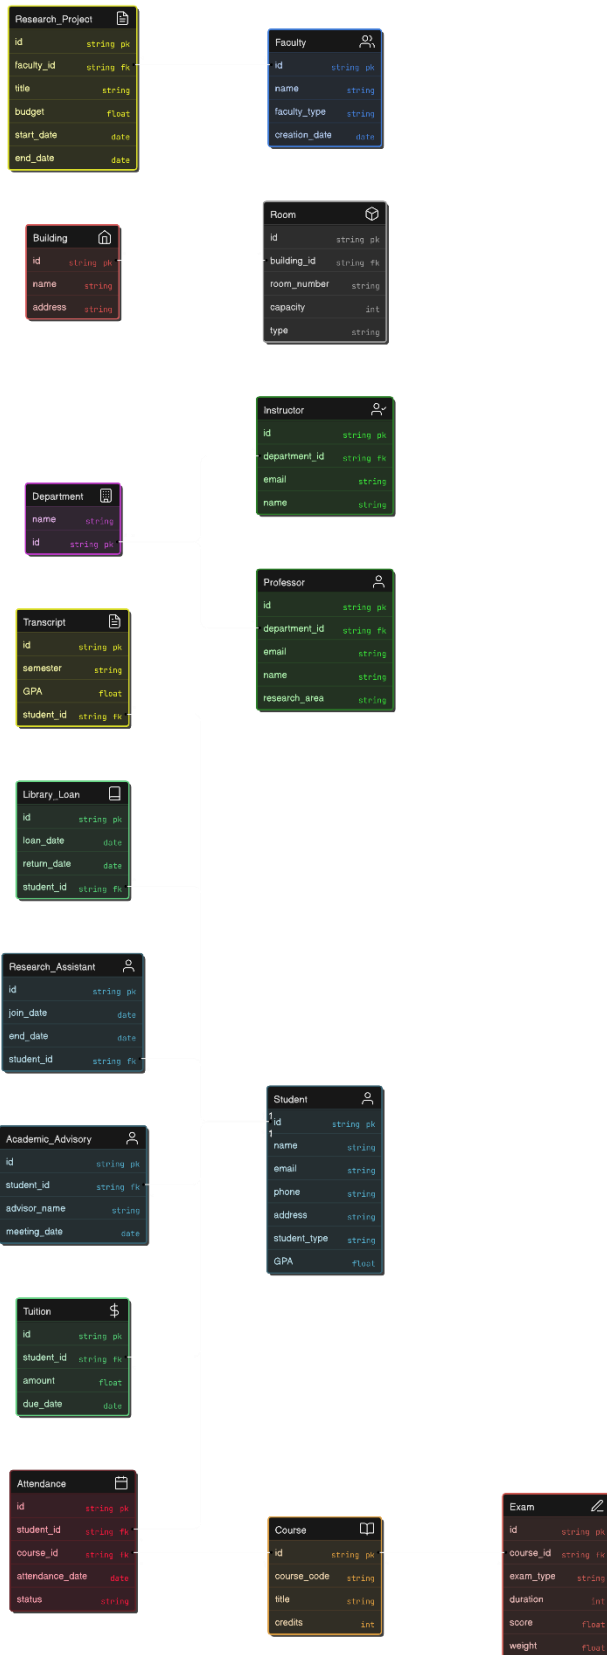 Research_Project
id string pk
faculty_id string fk
title string
budget float
start_date date
end_date date
Faculty
id string pk
name string
faculty_type string
creation_date date
Building
id string pk
name string
address string
Room
id string pk
building_id string fk
room_number string
capacity int
type string
Instructor
id string pk
department_id string fk
email string
name string
Department
name string
id string pk
Professor
id string pk
department_id string fk
email string
name string
research_area string
Transcript
id string pk
semester string
GPA float
student_id string fk
Library_Loan
id string pk
loan_date date
return_date date
student_id string fk
Research_Assistant
id string pk
join_date date
end_date date
student_id string fk
Student
1
id string pk
1
name string
email string
phone string
address string
student_type string
GPA float
Academic_Advisory
id string pk
student_id string fk
advisor_name string
meeting_date date
Tuition
id string pk
student_id string fk
amount float
due_date date
Attendance
id string pk
student_id string fk
course_id string fk
attendance_date date
status string
Course
id string pk
course_code string
title string
credits int
Exam
id string pk
course_id string fk
exam_type string
duration int
score float
weight float